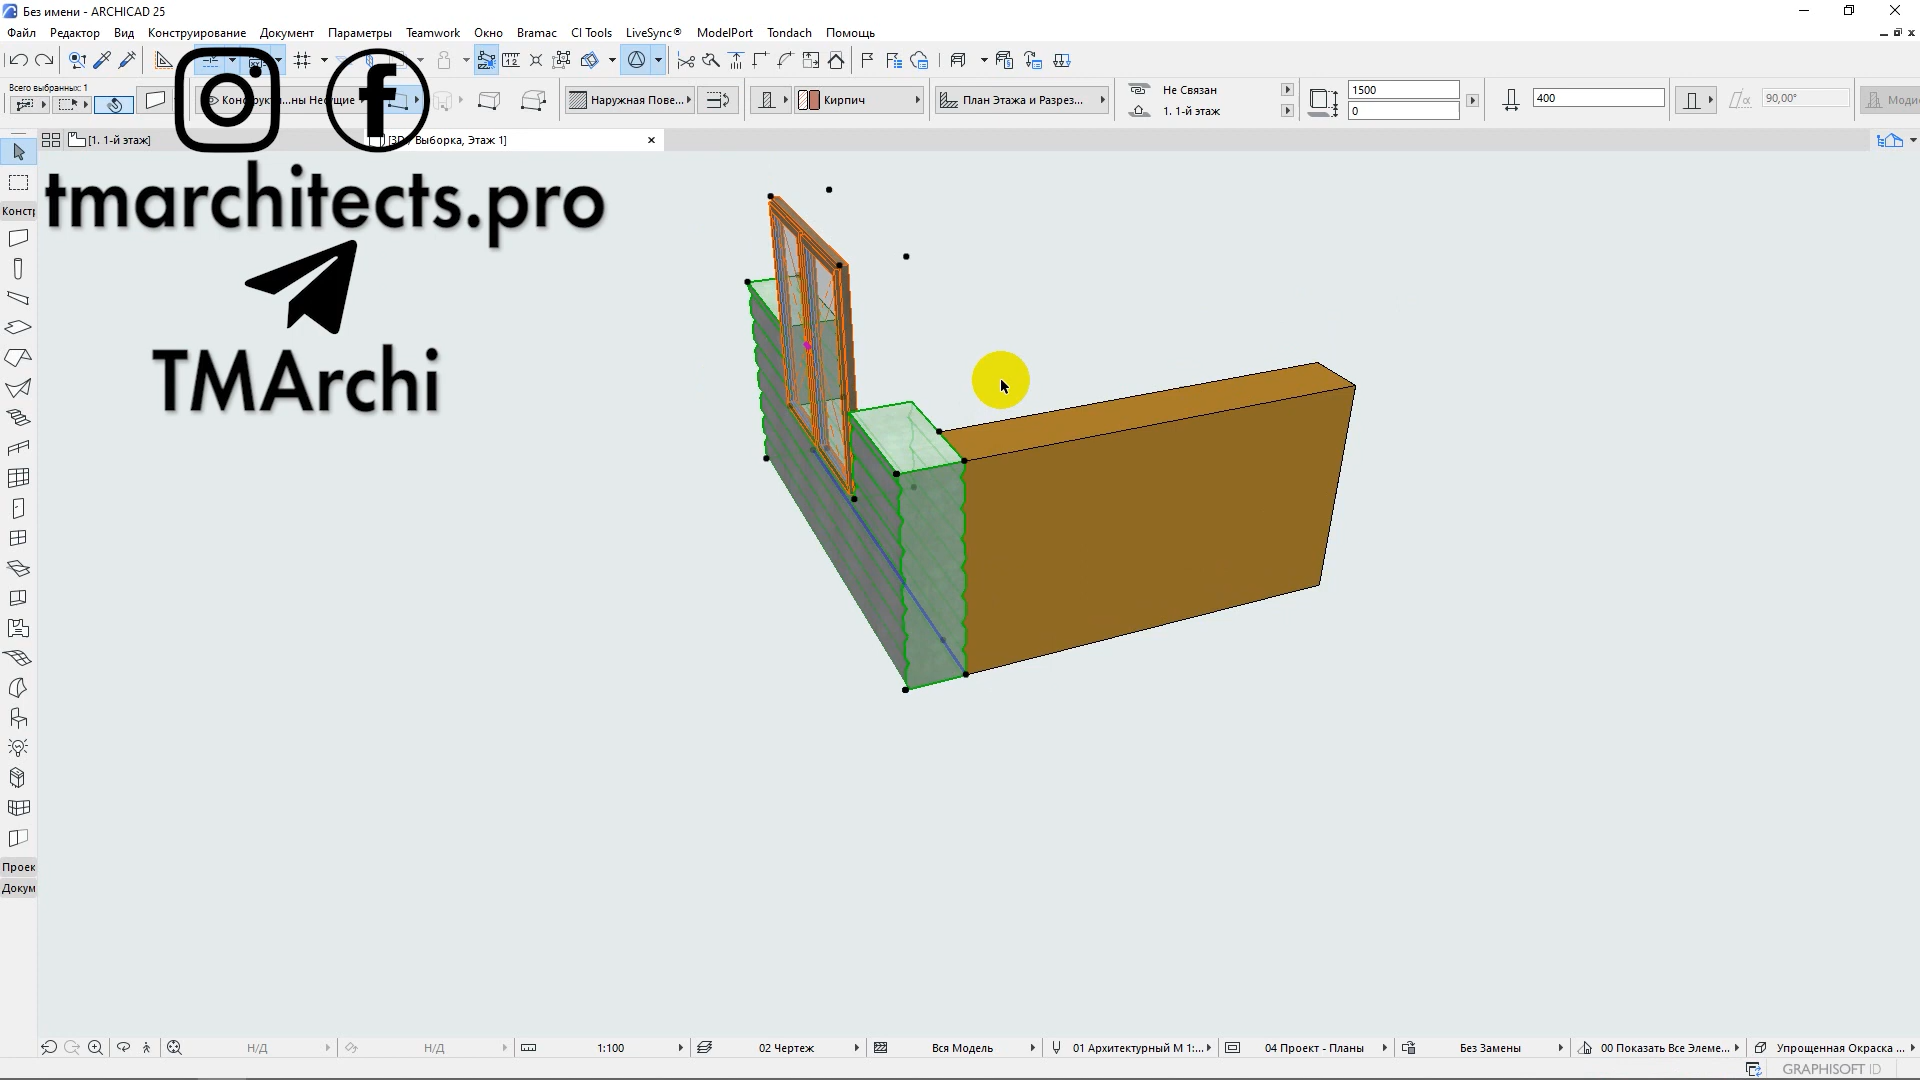 Без имени - ARCHICAD 25
Файл Редактор Вид Конструирование Документ Параметры Teamwork Окно Bramac CI Tools LiveSync® ModelPort Tondach Помощь
Всего выбранных: 1
Наружная Пове... Кирпич План Этажа и Разрез...
Не Связан
1. 1-й этаж
1500
0
400
90,00°
Моди
[1. 1-й этаж]
Выборка, Этаж 1]
tmarchitects.pro
TMArchi
Констр
Проек
Докум
Н/Д Н/Д 1:100 02 Чертеж Вся Модель 01 Архитектурный М 1:... 04 Проект - Планы Без Замены 00 Показать Все Элеме... Упрощенная Окраска ...
GRAPHISOFT ID